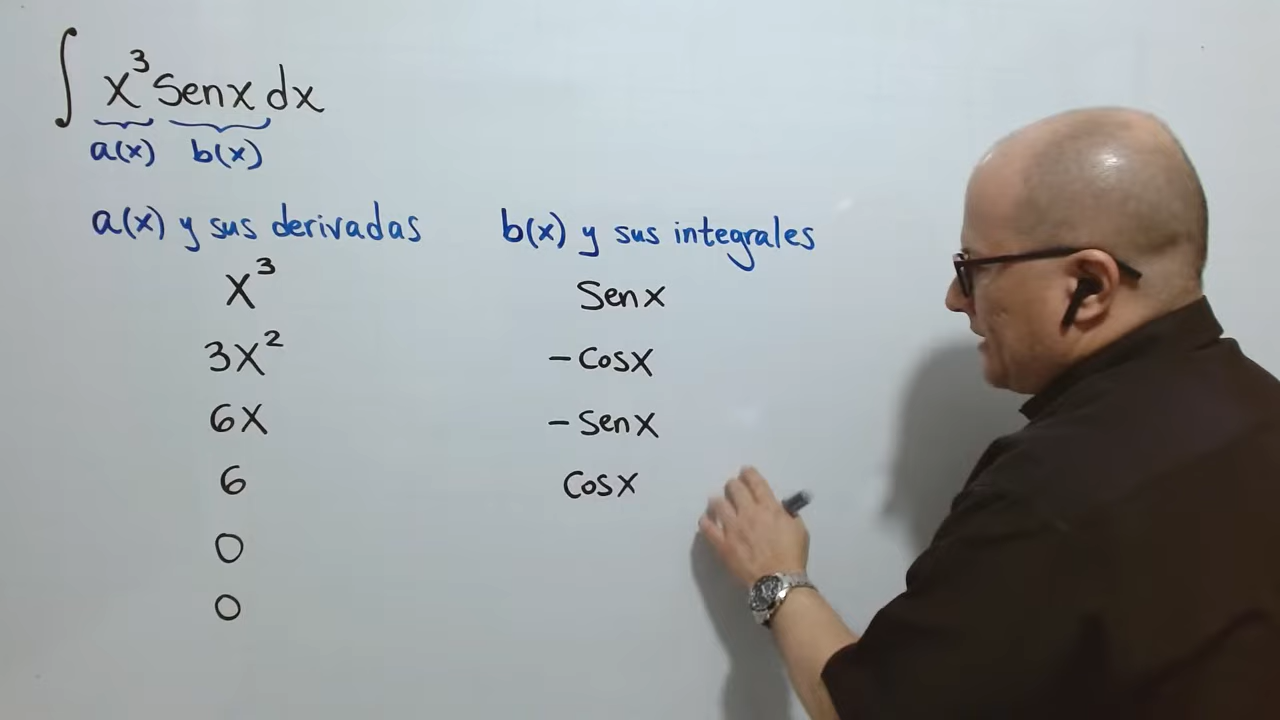 ∫ x³ Senx dx
a(x) b(x)
a(x) y sus derivadas b(x) y sus integrales
x³ Senx
3x² -Cosx
6x -Senx
6 Cosx
0
0